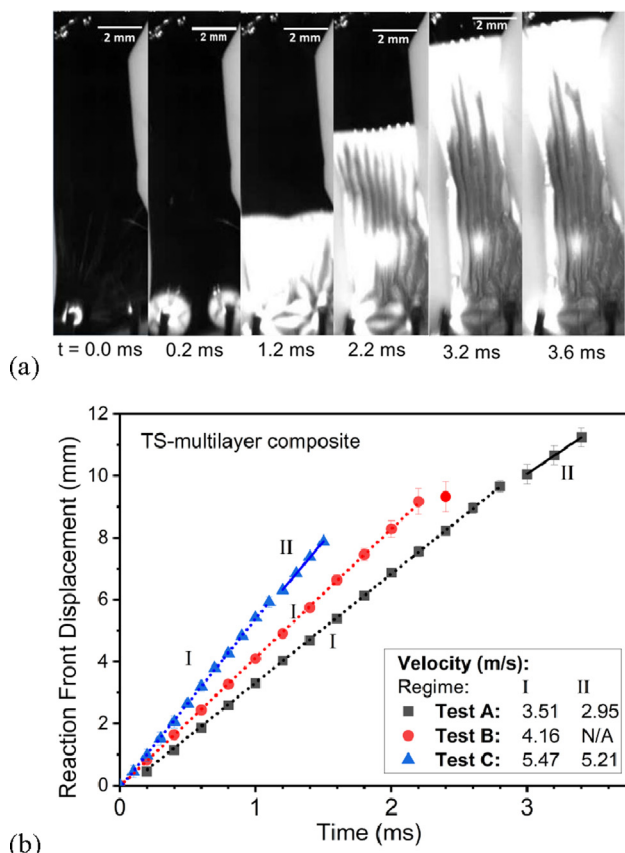 2 mm 2 mm 2 mm 2 mm 2 mm 2 mm
t = 0.0 ms 0.2 ms 1.2 ms 2.2 ms 3.2 ms 3.6 ms
(a)
12
10
8
6
4
2
0
Reaction Front Displacement (mm)
TS-multilayer composite
II
II
I
I
I
Velocity (m/s):
Regime: I II
Test A: 3.51 2.95
Test B: 4.16 N/A
Test C: 5.47 5.21
0 1 2 3
Time (ms)
(b)